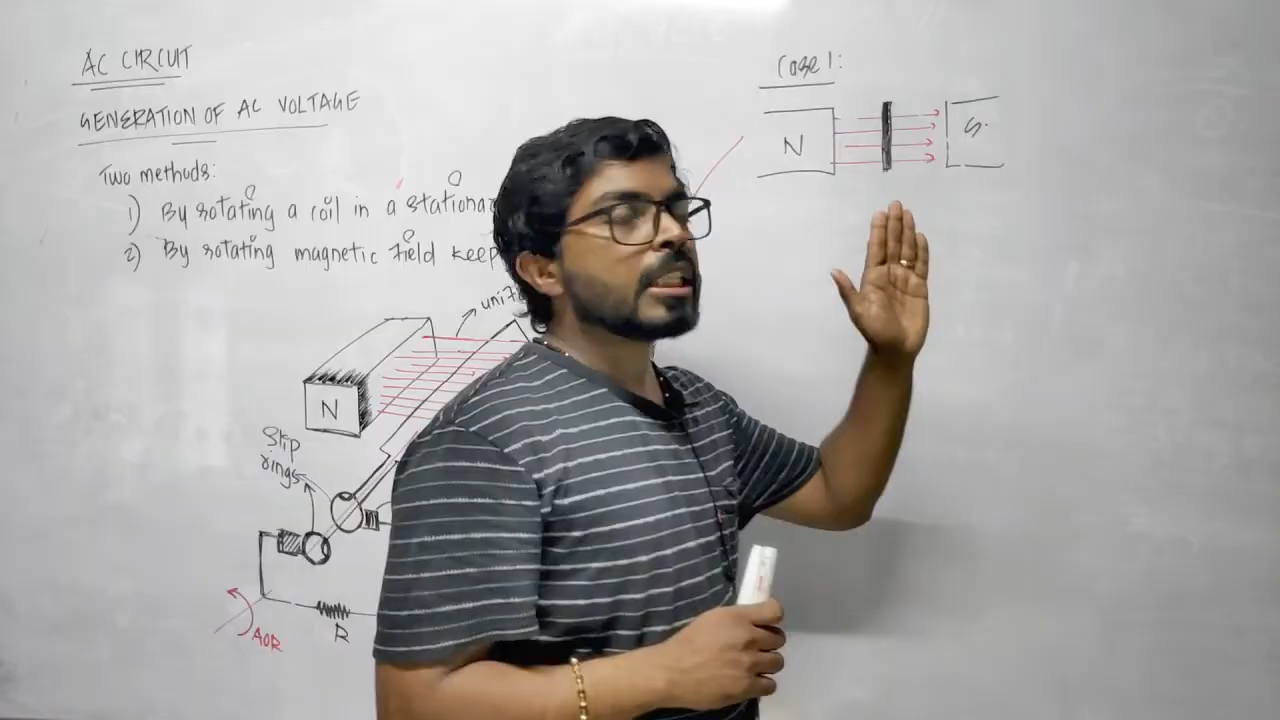 AC CIRCUIT
GENERATION OF AC VOLTAGE
Two methods:
1) By rotating a coil in a stationar
2) By rotating magnetic field keep
unif
N
Slip
rings
R
AOR
Case 1:
N
S